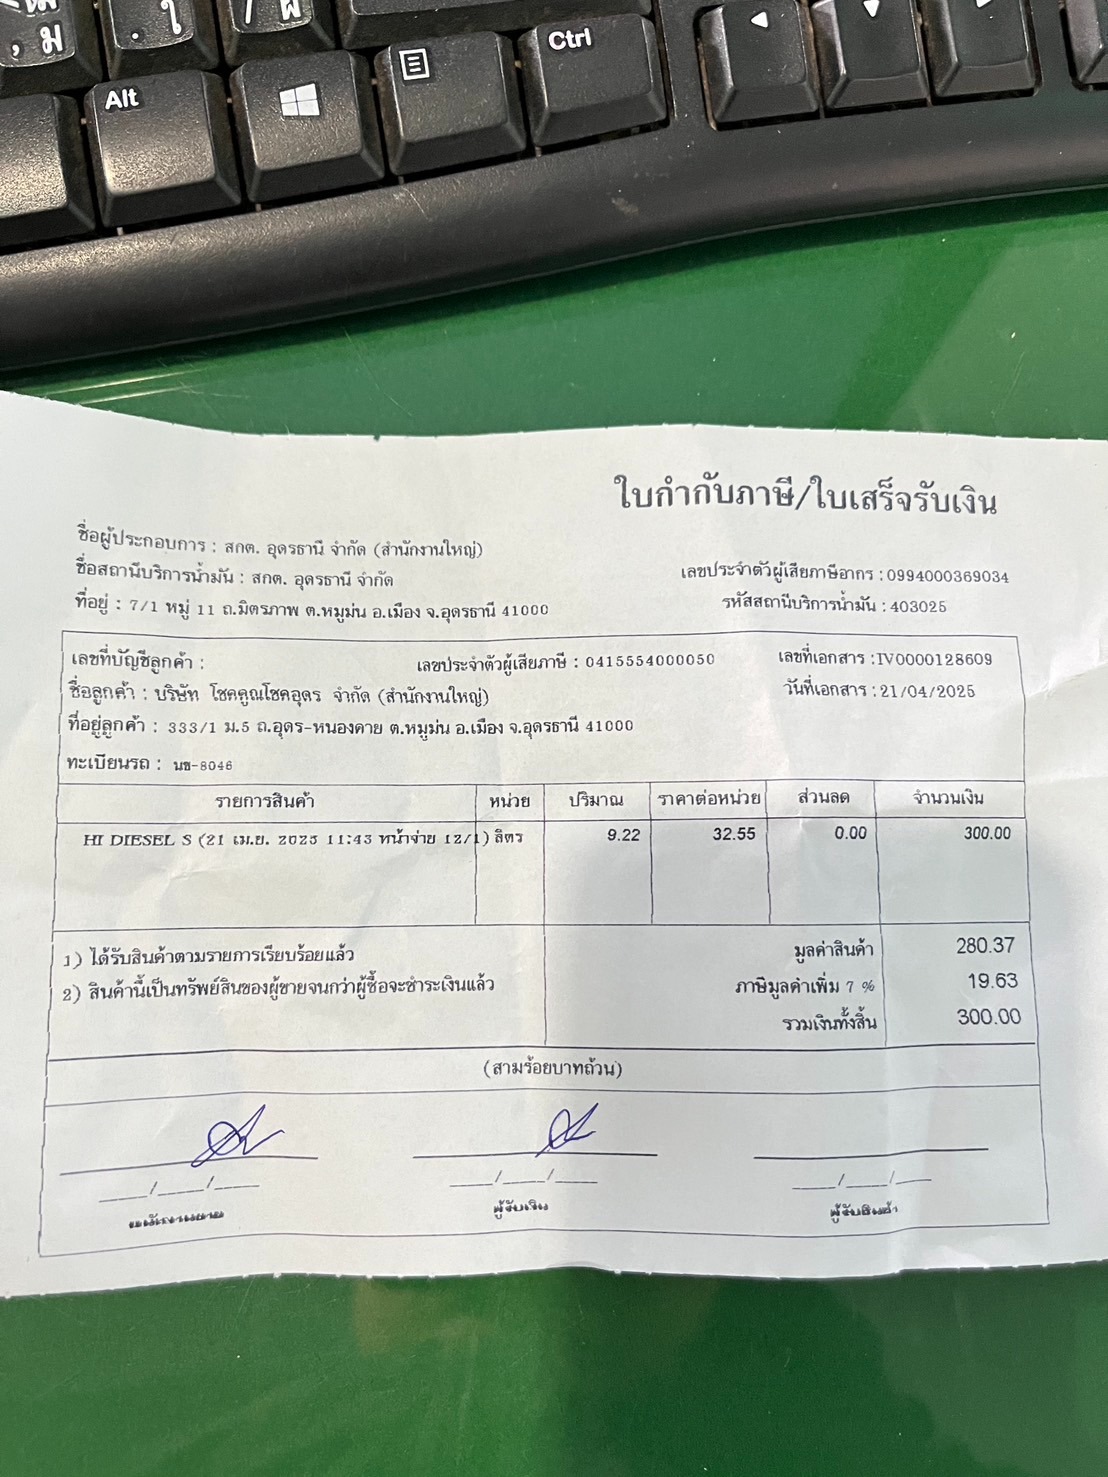 , ม
. ใ
/ ฝ
Alt
Ctrl
ใบกำกับภาษี/ใบเสร็จรับเงิน
ชื่อผู้ประกอบการ : สกต. อุดรธานี จำกัด (สำนักงานใหญ่)
ชื่อสถานีบริการน้ำมัน : สกต. อุดรธานี จำกัด
เลขประจำตัวผู้เสียภาษีอากร : 0994000369034
ที่อยู่ : 7/1 หมู่ 11 ถ.มิตรภาพ ต.หมูม่น อ.เมือง จ.อุดรธานี 41000
รหัสสถานีบริการน้ำมัน : 403025
เลขที่บัญชีลูกค้า : เลขประจำตัวผู้เสียภาษี : 0415554000050 เลขที่เอกสาร :IV0000128609
ชื่อลูกค้า : บริษัท โชคคูณโชคอุดร จำกัด (สำนักงานใหญ่) วันที่เอกสาร : 21/04/2025
ที่อยู่ลูกค้า : 333/1 ม.5 ถ.อุดร-หนองคาย ต.หมูม่น อ.เมือง จ.อุดรธานี 41000
ทะเบียนรถ : นข-8046
รายการสินค้า หน่วย ปริมาณ ราคาต่อหน่วย ส่วนลด จำนวนเงิน
HI DIESEL S (21 เม.ย. 2025 11:43 หน้าจ่าย 12/1) ลิตร 9.22 32.55 0.00 300.00
1) ได้รับสินค้าตามรายการเรียบร้อยแล้ว มูลค่าสินค้า 280.37
2) สินค้านี้เป็นทรัพย์สินของผู้ขายจนกว่าผู้ซื้อจะชำระเงินแล้ว ภาษีมูลค่าเพิ่ม 7 % 19.63
รวมเงินทั้งสิ้น 300.00
(สามร้อยบาทถ้วน)
___/___/___ ___/___/___ ___/___/___
พนักงานขาย ผู้รับเงิน ผู้รับสินค้า